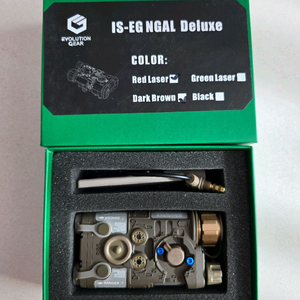 IS-EG NGAL Deluxe
EVOLUTION
GEAR
COLOR:
Red Laser Green Laser
Dark Brown Black